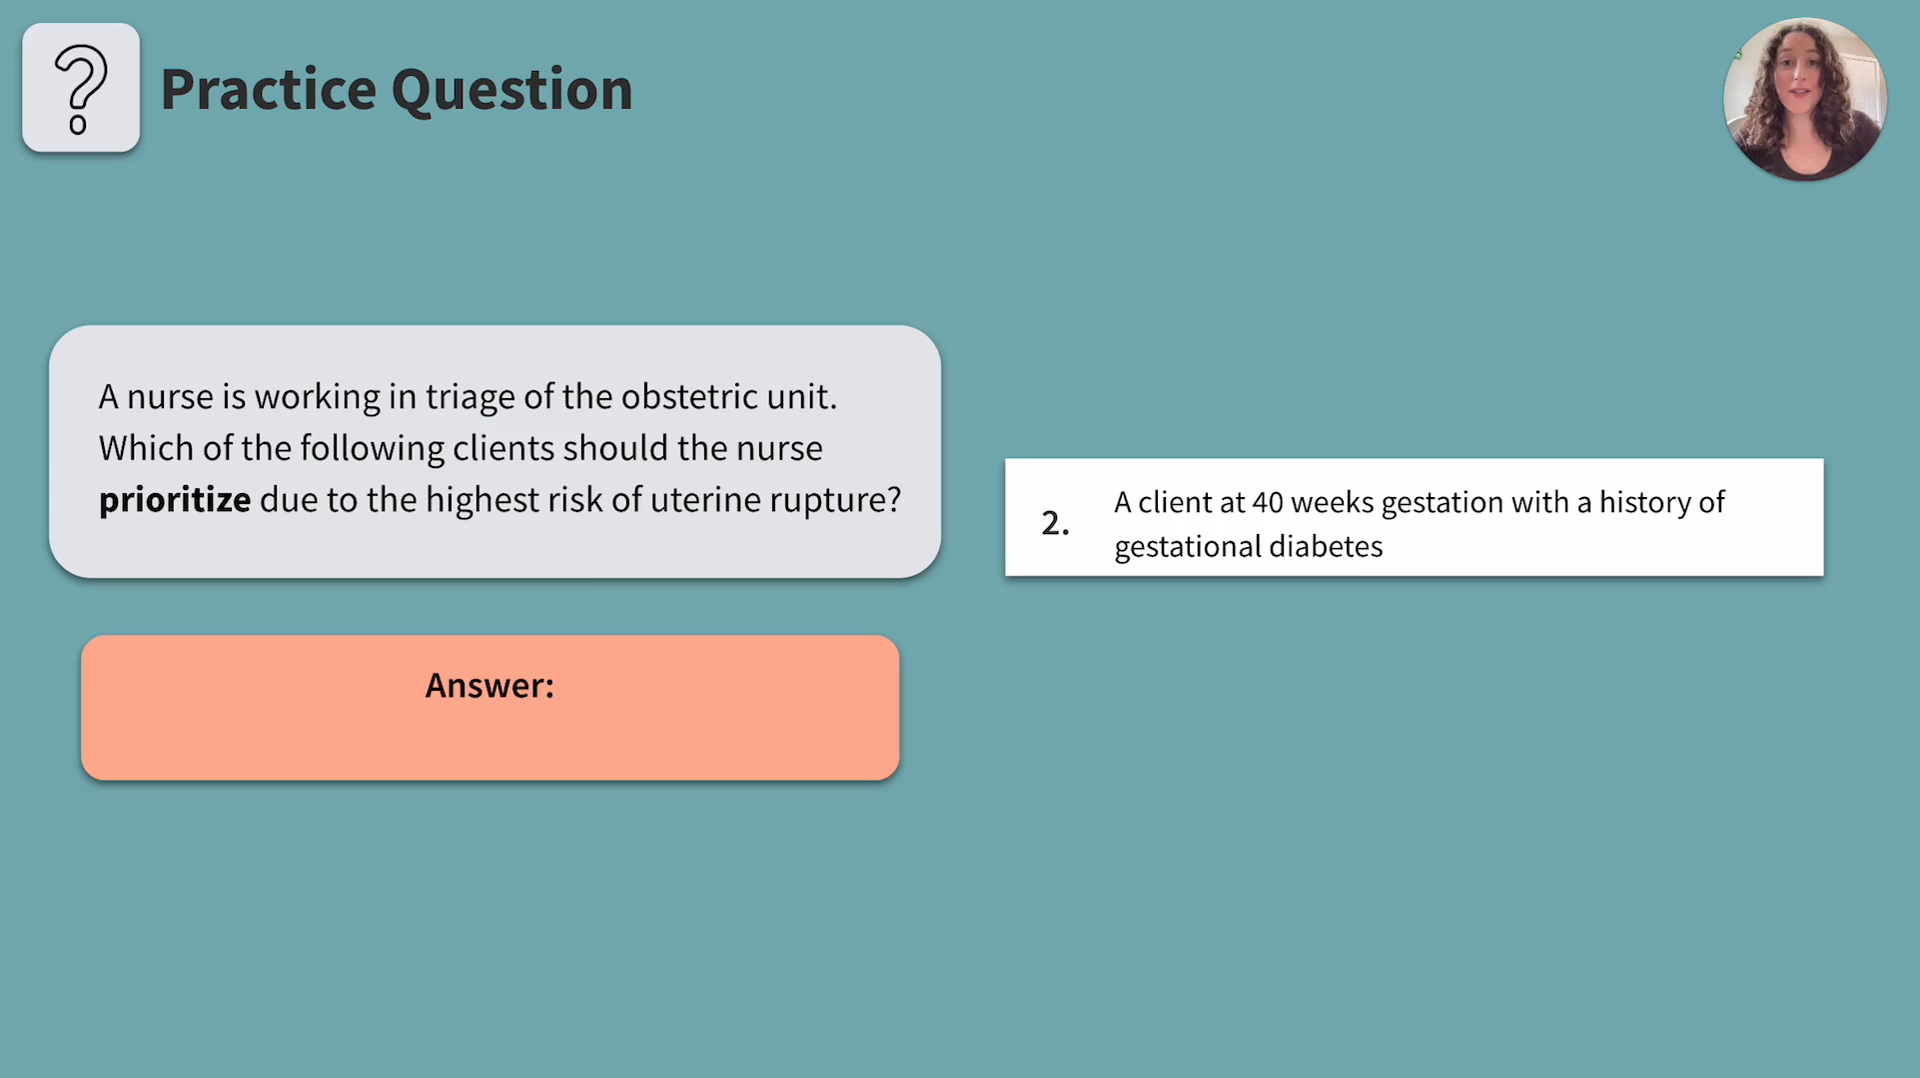 Practice Question
A nurse is working in triage of the obstetric unit.
Which of the following clients should the nurse
prioritize due to the highest risk of uterine rupture?
2. A client at 40 weeks gestation with a history of
gestational diabetes
Answer: